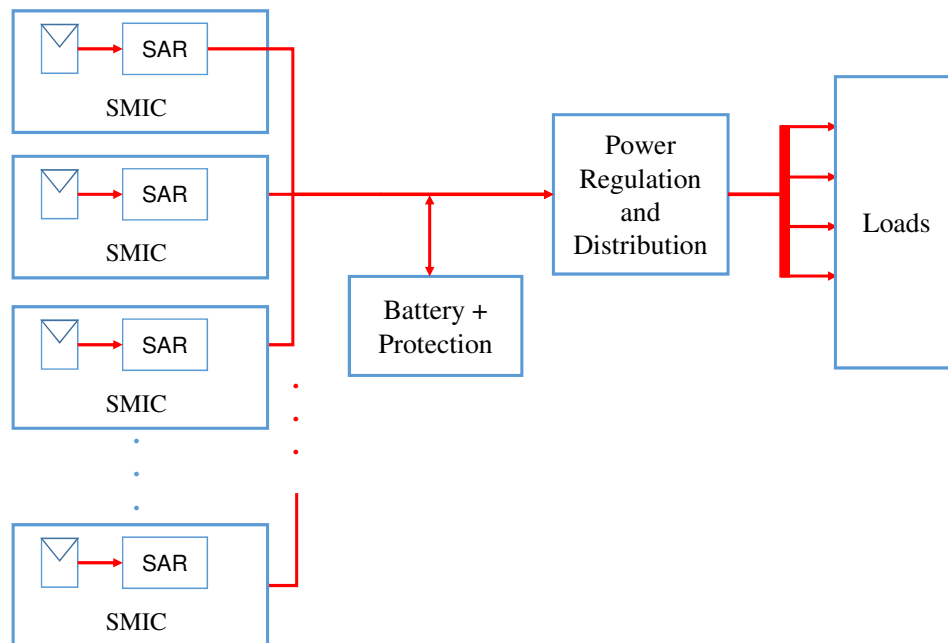 SAR
SMIC
SAR
SMIC
SAR
SMIC
SAR
SMIC
Battery +
Protection
Power
Regulation
and
Distribution
Loads